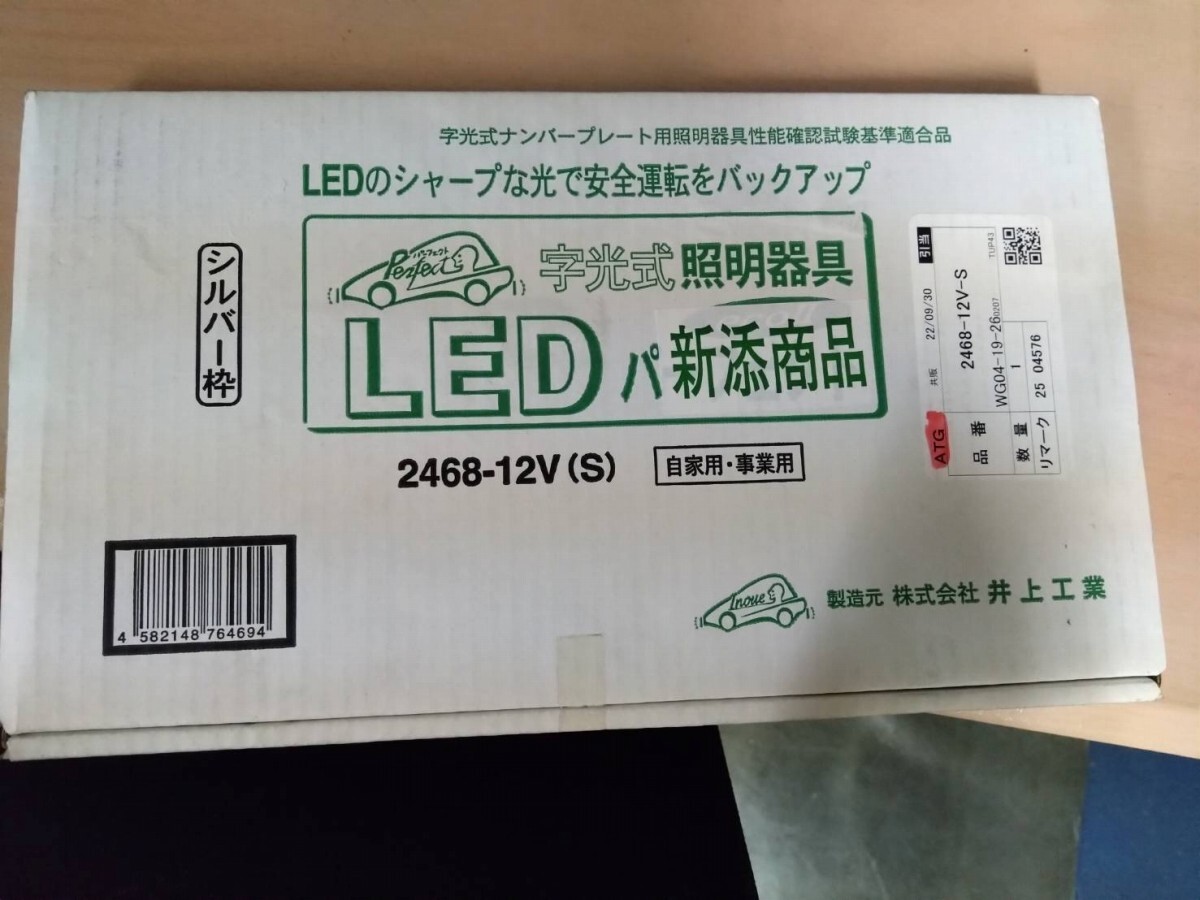 字光式ナンバープレート用照明器具性能確認試験基準適合品
LEDのシャープな光で安全運転をバックアップ
シルバー枠
パーフェクト
Perfect
字光式 照明器具
LED パ 新添商品
2468-12V(S)
自家用・事業用
4 582148 764694
Inoue
製造元 株式会社 井上工業
引当
共販 22/09/30
TUP43
ATG
品番 2468-12V-S
WG04-19-260207
数量 1
リマーク 25 04576